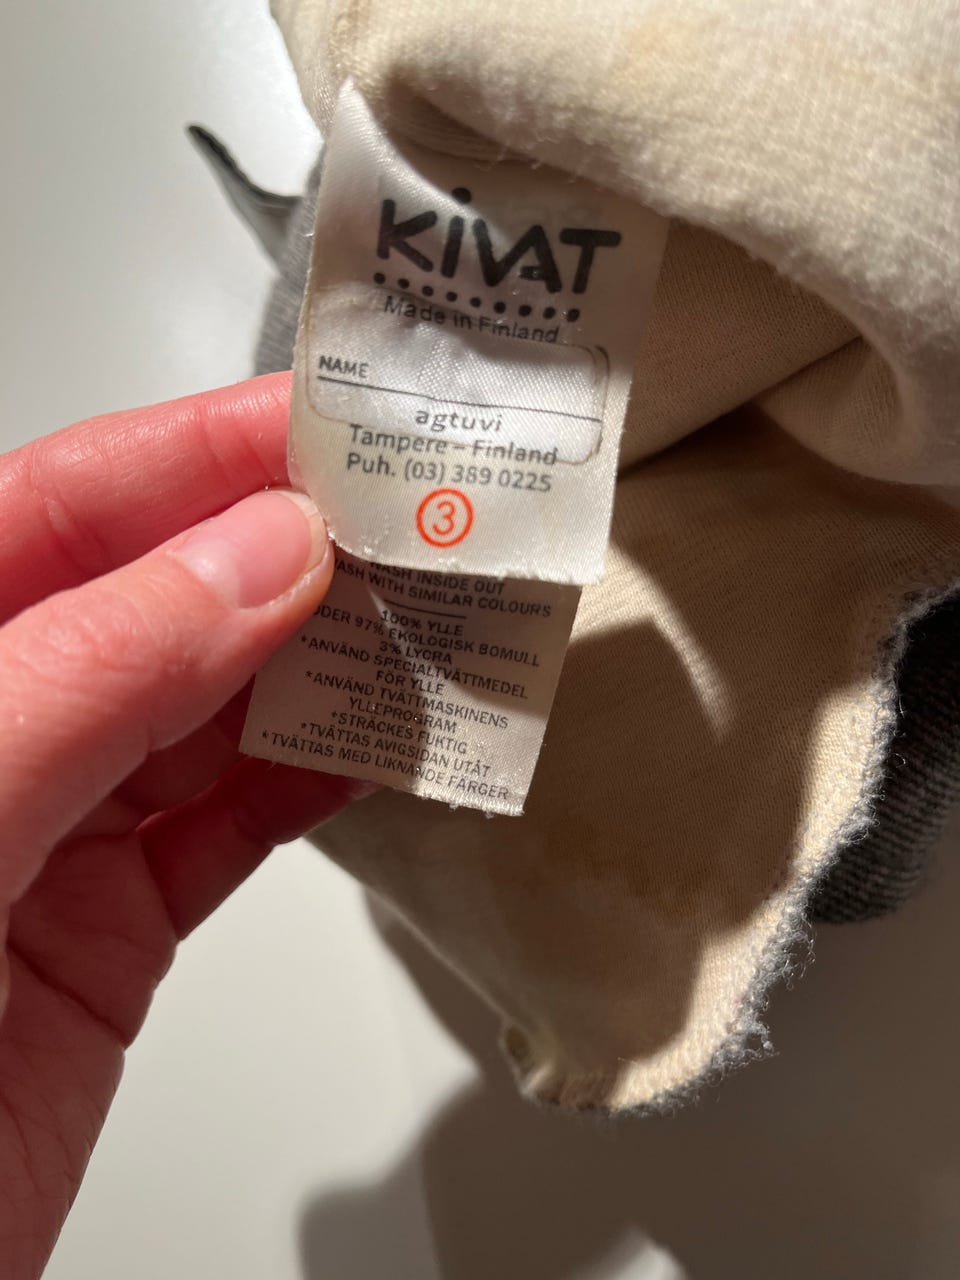 KIVAT
Made in Finland
NAME
agtuvi
Tampere – Finland
Puh. (03) 389 0225
3
WASH INSIDE OUT
WASH WITH SIMILAR COLOURS
100% YLLE
UNDER 97% EKOLOGISK BOMULL
3% LYCRA
*ANVÄND SPECIALTVÄTTMEDEL
FÖR YLLE
*ANVÄND TVÄTTMASKINENS
YLLEPROGRAM
*STRÄCKES FUKTIG
*TVÄTTAS AVIGSIDAN UTÅT
*TVÄTTAS MED LIKNANDE FÄRGER